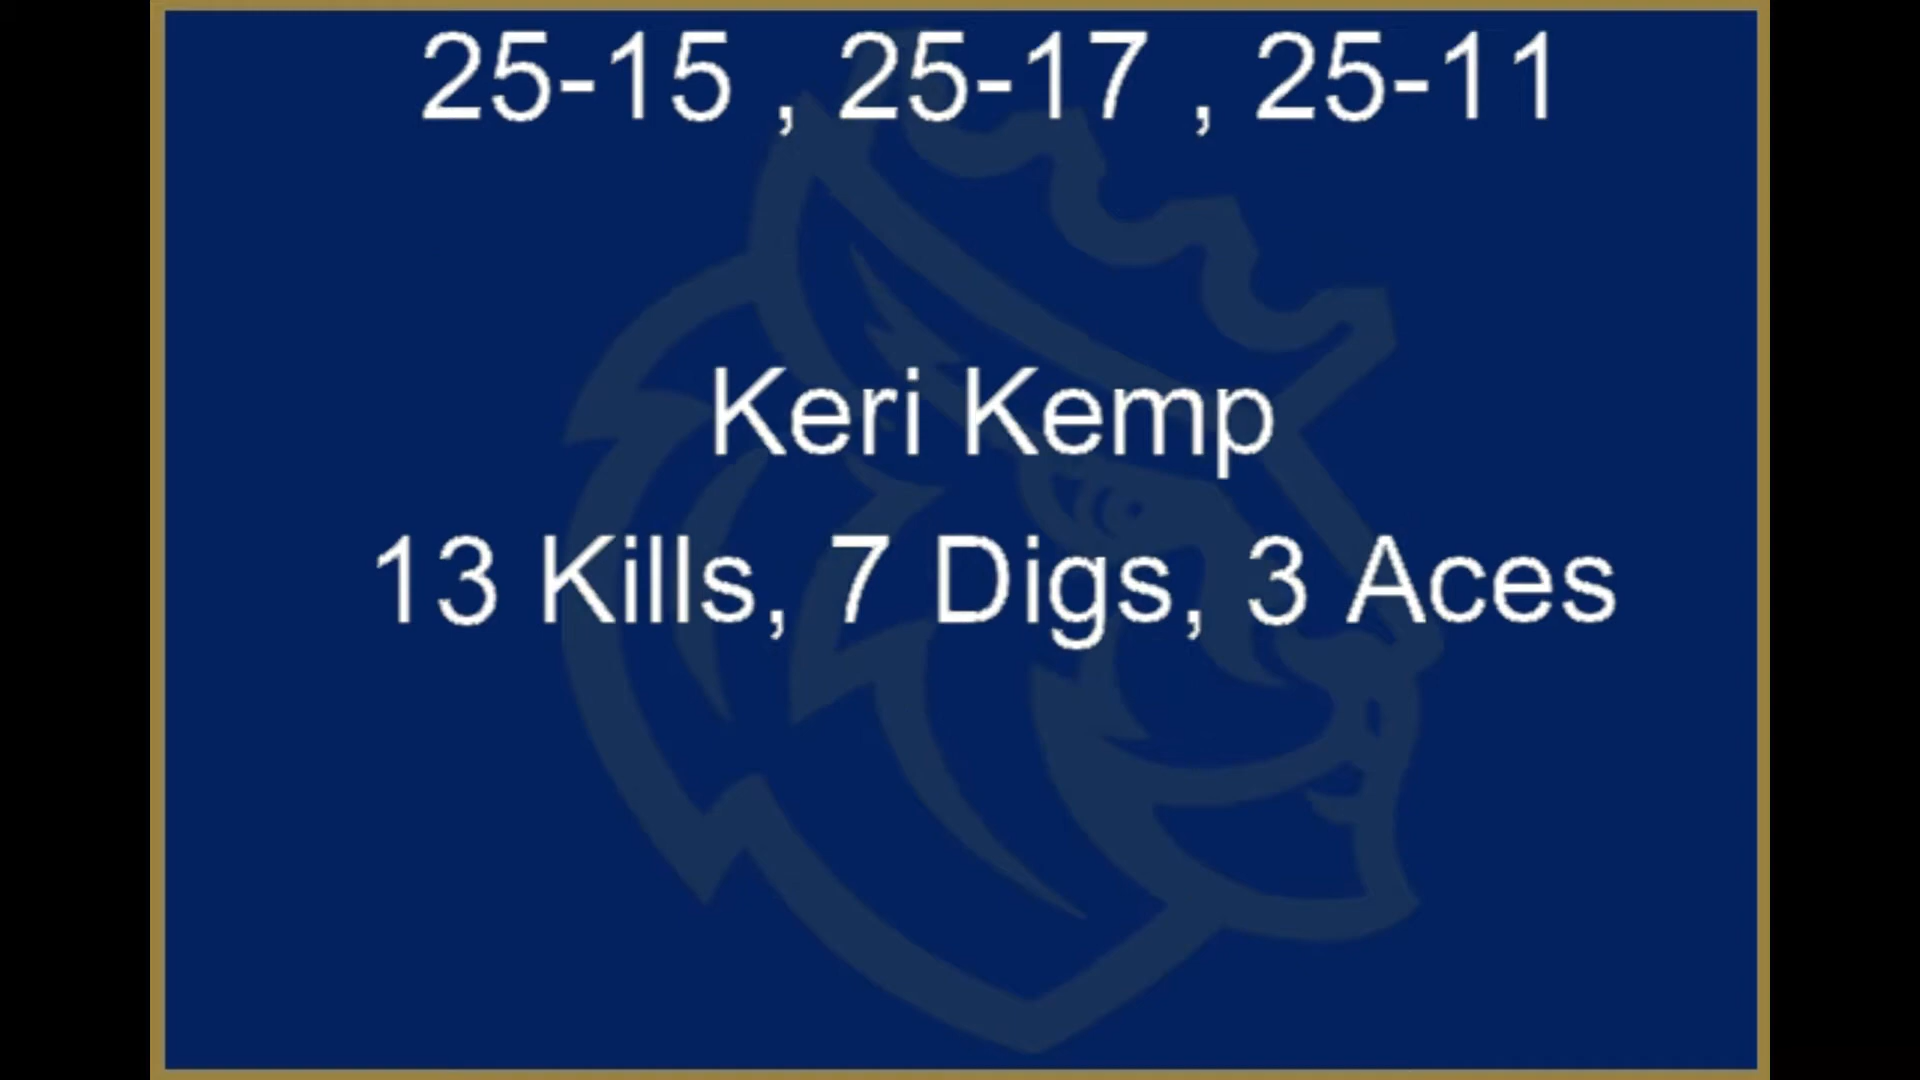 25-15 , 25-17 , 25-11
Keri Kemp
13 Kills, 7 Digs, 3 Aces